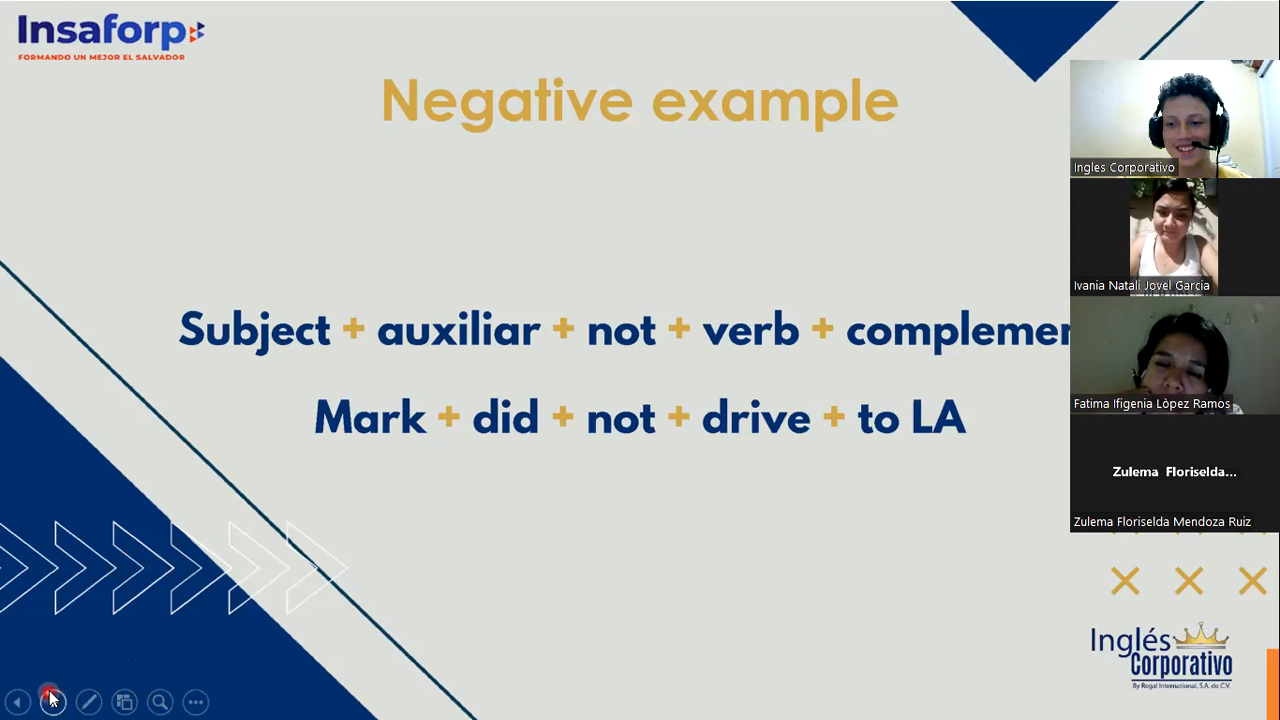 Insaforp
FORMANDO UN MEJOR EL SALVADOR
Negative example
Subject + auxiliar + not + verb + complemen
Mark + did + not + drive + to LA
Ingles Corporativo
Ivania Natali Jovel Garcia
Fatima Ifigenia Lòpez Ramos
Zulema Floriselda...
Zulema Floriselda Mendoza Ruiz
Inglés
Corporativo
By Regal International, S.A. de C.V.